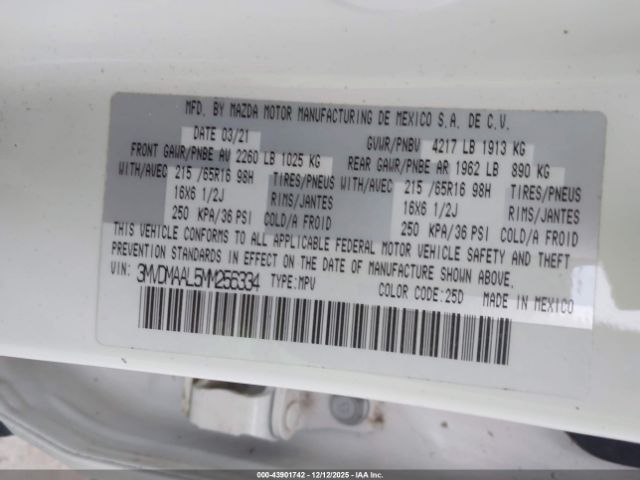 MFD. BY MAZDA MOTOR MANUFACTURING DE MEXICO S.A. DE C.V.
DATE 03/21 GVWR/PNBV 4217 LB 1913 KG
FRONT GAWR/PNBE AV 2260 LB 1025 KG REAR GAWR/PNBE AR 1962 LB 890 KG
WITH/AVEC 215 /65R16 98H TIRES/PNEUS WITH/AVEC 215 /65R16 98H TIRES/PNEUS
16X6 1/2J RIMS/JANTES 16X6 1/2J RIMS/JANTES
250 KPA/36 PSI COLD/A FROID 250 KPA/36 PSI COLD/A FROID
THIS VEHICLE CONFORMS TO ALL APPLICABLE FEDERAL MOTOR VEHICLE SAFETY AND THEFT
PREVENTION STANDARDS IN EFFECT ON THE DATE OF MANUFACTURE SHOWN ABOVE.
VIN: 3MVDMAAL5MM256334 TYPE:MPV COLOR CODE:25D MADE IN MEXICO
000-43901742 - 12/12/2025 - IAA Inc.